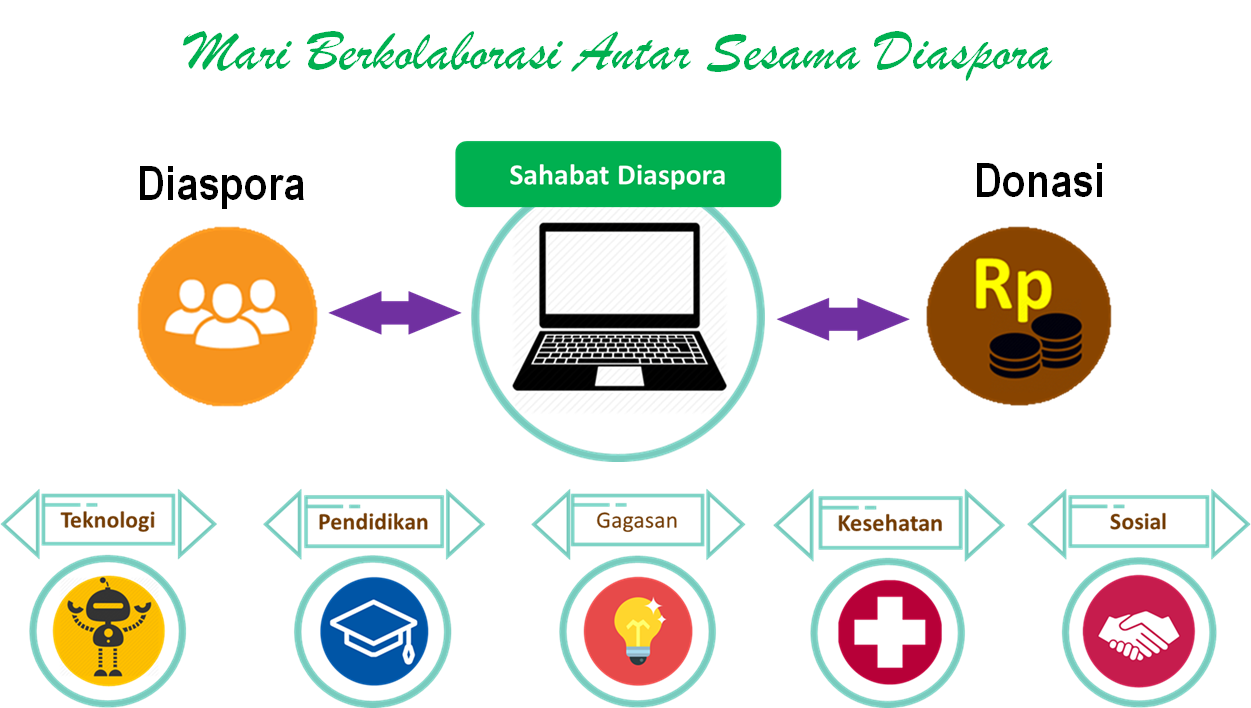 Mari Berkolaborasi Antar Sesama Diaspora
Diaspora
Sahabat Diaspora
Donasi
Rp
Teknologi
Pendidikan
Gagasan
Kesehatan
Sosial